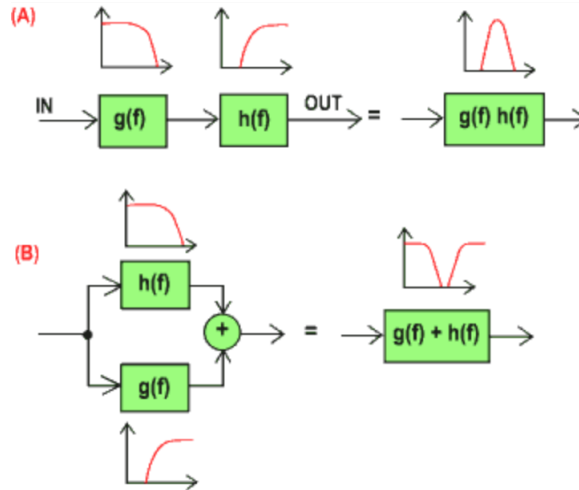 (A)
IN g(f) h(f) OUT = g(f) h(f)
(B)
h(f)
+ = g(f) + h(f)
g(f)